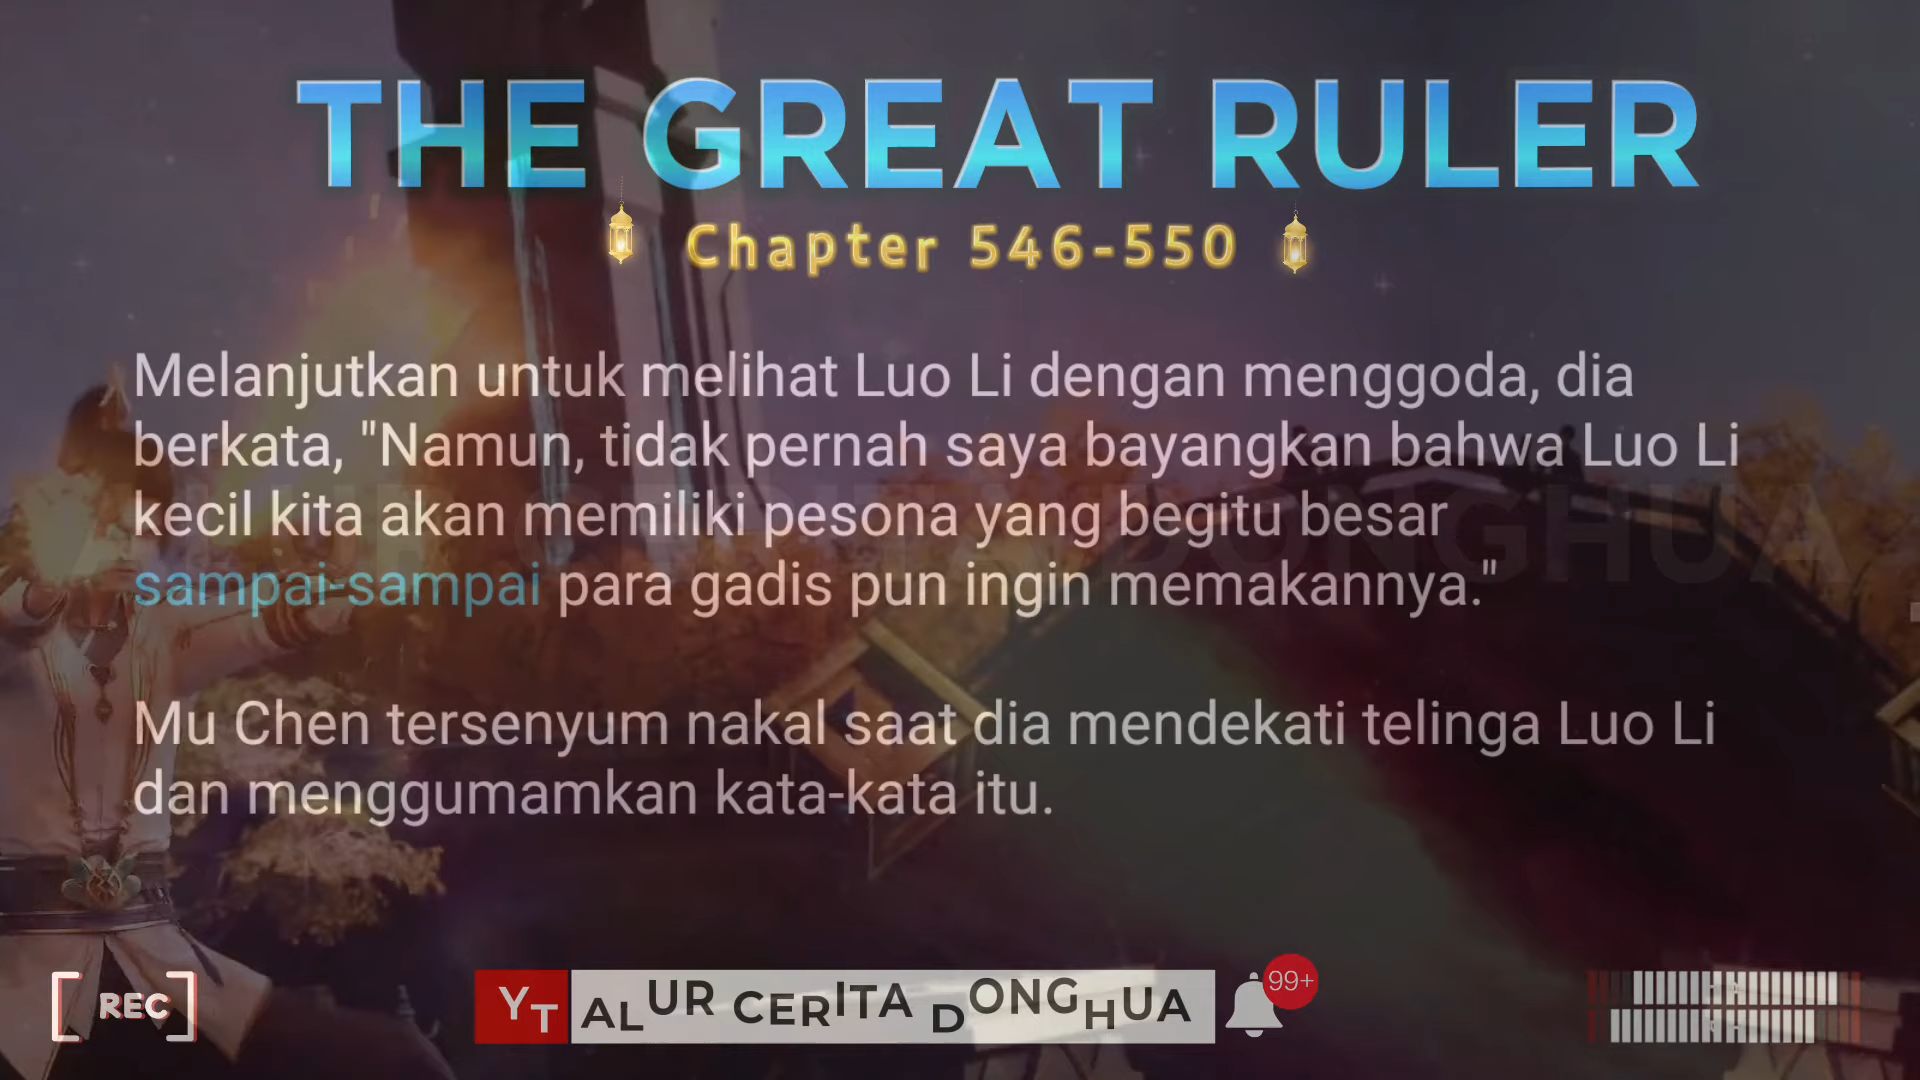 THE GREAT RULER
Chapter 546-550
Melanjutkan untuk melihat Luo Li dengan menggoda, dia
berkata, "Namun, tidak pernah saya bayangkan bahwa Luo Li
kecil kita akan memiliki pesona yang begitu besar
sampai-sampai para gadis pun ingin memakannya."
Mu Chen tersenyum nakal saat dia mendekati telinga Luo Li
dan menggumamkan kata-kata itu.
REC
YT ALUR CERITA DONGHUA
99+